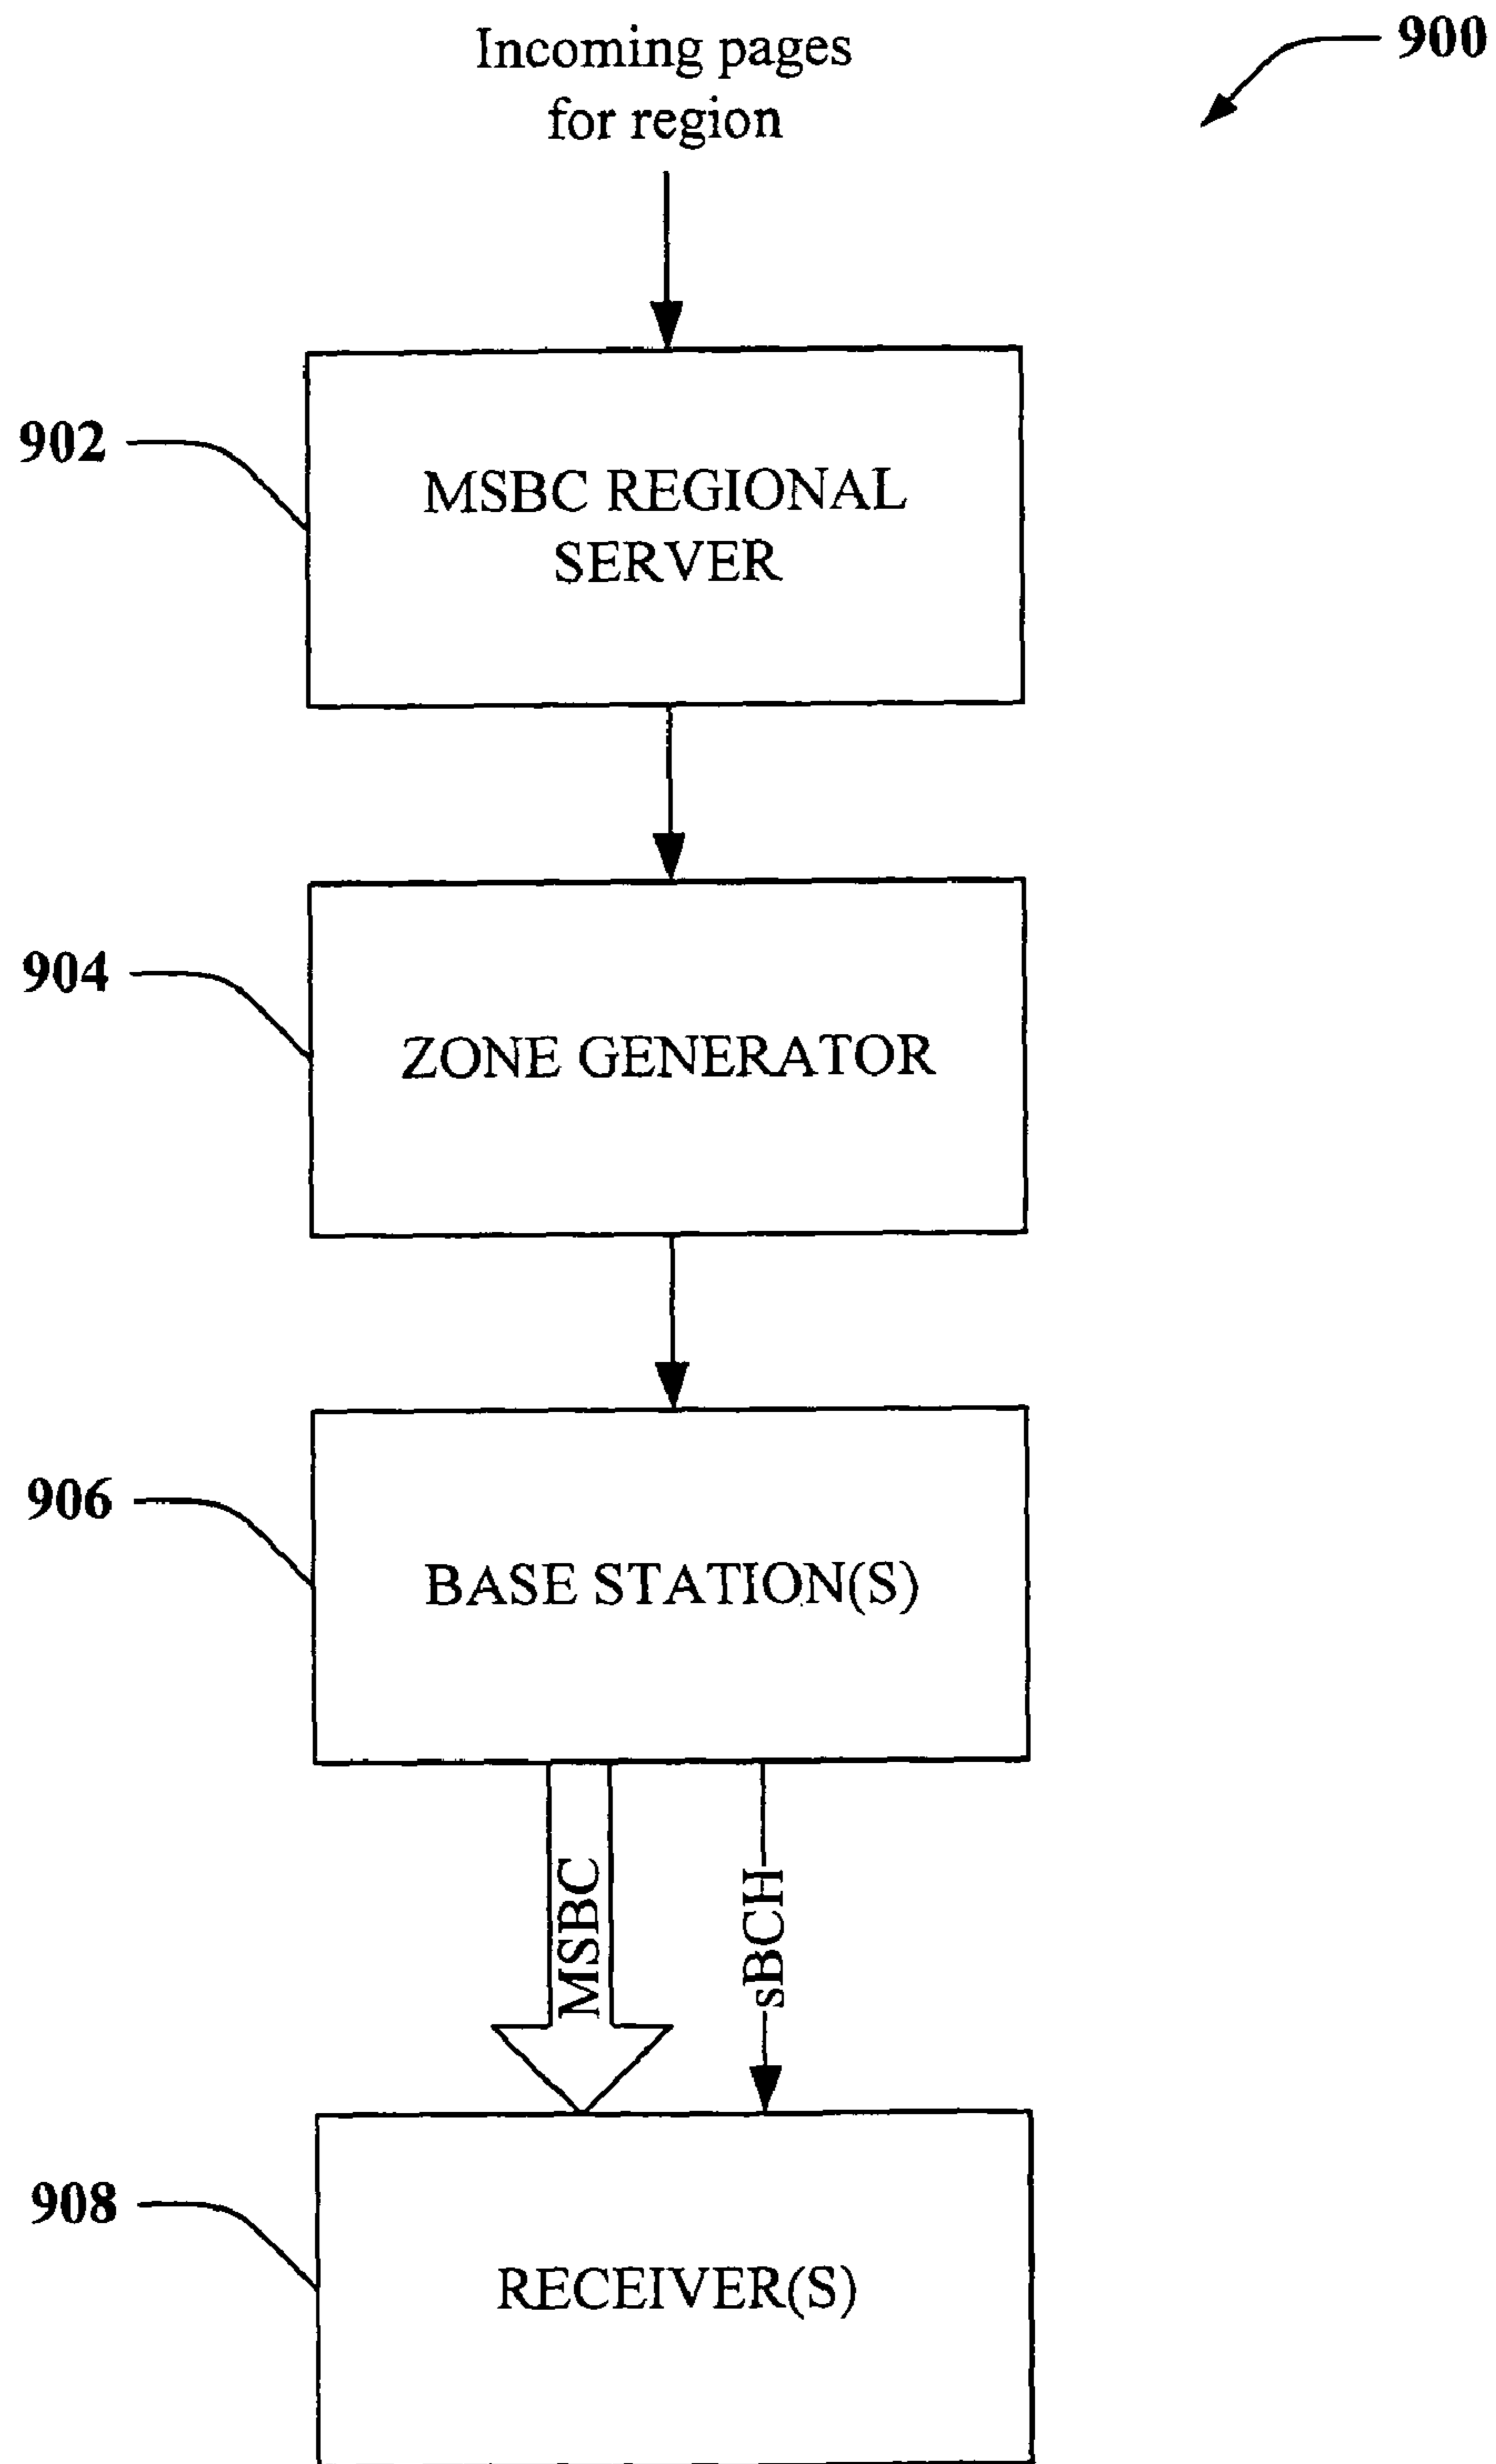 Incoming pages
for region
900
902
MSBC REGIONAL
SERVER
904
ZONE GENERATOR
906
BASE STATION(S)
MSBC
sBCH
908
RECEIVER(S)